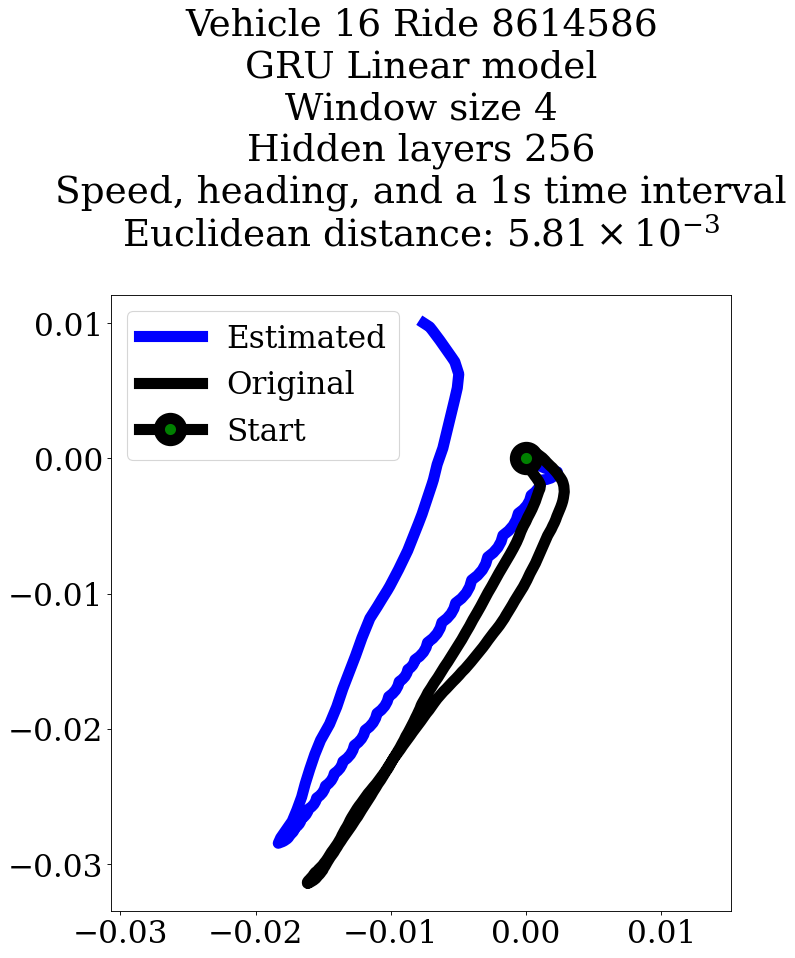 Vehicle 16 Ride 8614586
GRU Linear model
Window size 4
Hidden layers 256
Speed, heading, and a 1s time interval
Euclidean distance: 5.81 × 10⁻³
Estimated
Original
Start
0.01
0.00
−0.01
−0.02
−0.03
−0.03 −0.02 −0.01 0.00 0.01